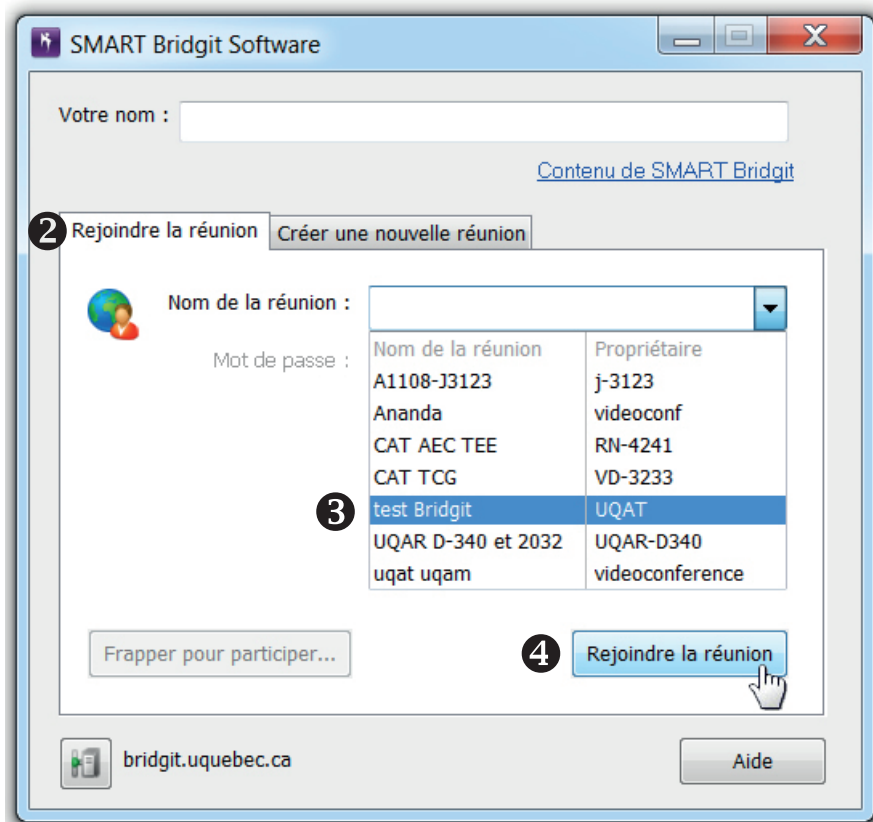 SMART Bridgit Software
Votre nom :
Contenu de SMART Bridgit
2 Rejoindre la réunion Créer une nouvelle réunion
Nom de la réunion :
Mot de passe :
Nom de la réunion Propriétaire
A1108-J3123 j-3123
Ananda videoconf
CAT AEC TEE RN-4241
CAT TCG VD-3233
3 test Bridgit UQAT
UQAR D-340 et 2032 UQAR-D340
uqat uqam videoconference
Frapper pour participer... 4 Rejoindre la réunion
bridgit.uquebec.ca Aide